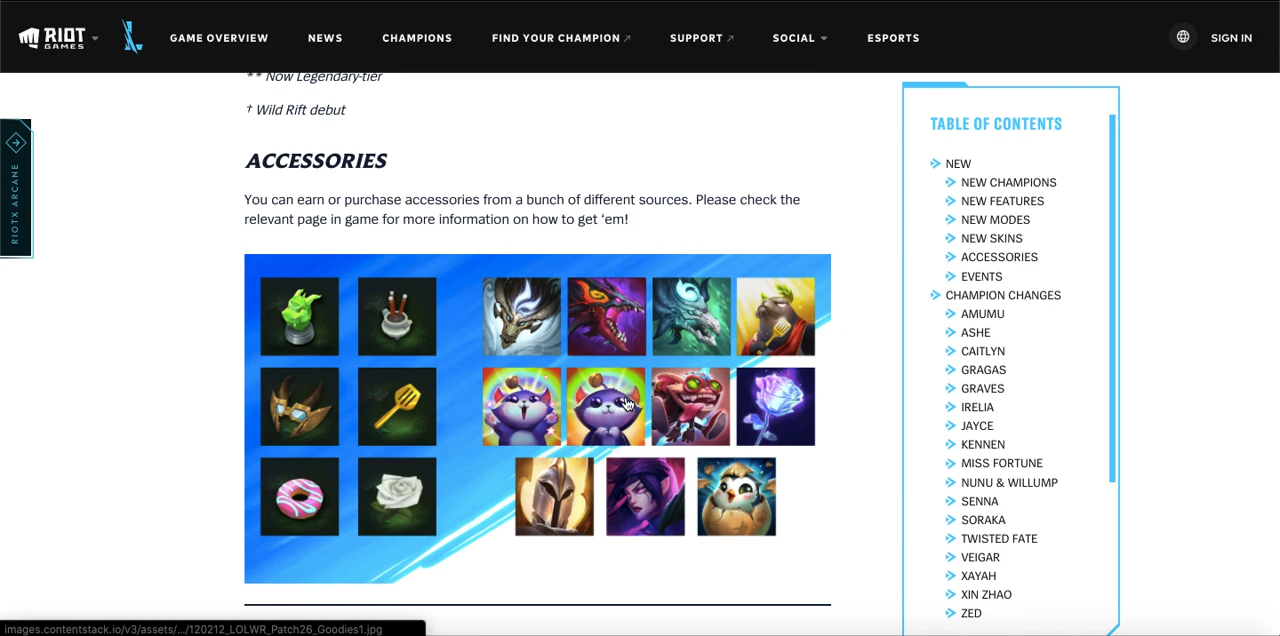 RIOT GAMES
GAME OVERVIEW
NEWS
CHAMPIONS
FIND YOUR CHAMPION
SUPPORT
SOCIAL
ESPORTS
SIGN IN
** Now Legendary-tier
† Wild Rift debut
RIOTX ARCANE
ACCESSORIES
You can earn or purchase accessories from a bunch of different sources. Please check the
relevant page in game for more information on how to get ‘em!
TABLE OF CONTENTS
NEW
NEW CHAMPIONS
NEW FEATURES
NEW MODES
NEW SKINS
ACCESSORIES
EVENTS
CHAMPION CHANGES
AMUMU
ASHE
CAITLYN
GRAGAS
GRAVES
IRELIA
JAYCE
KENNEN
MISS FORTUNE
NUNU & WILLUMP
SENNA
SORAKA
TWISTED FATE
VEIGAR
XAYAH
XIN ZHAO
ZED
images.contentstack.io/v3/assets/.../120212_LOLWR_Patch26_Goodies1.jpg